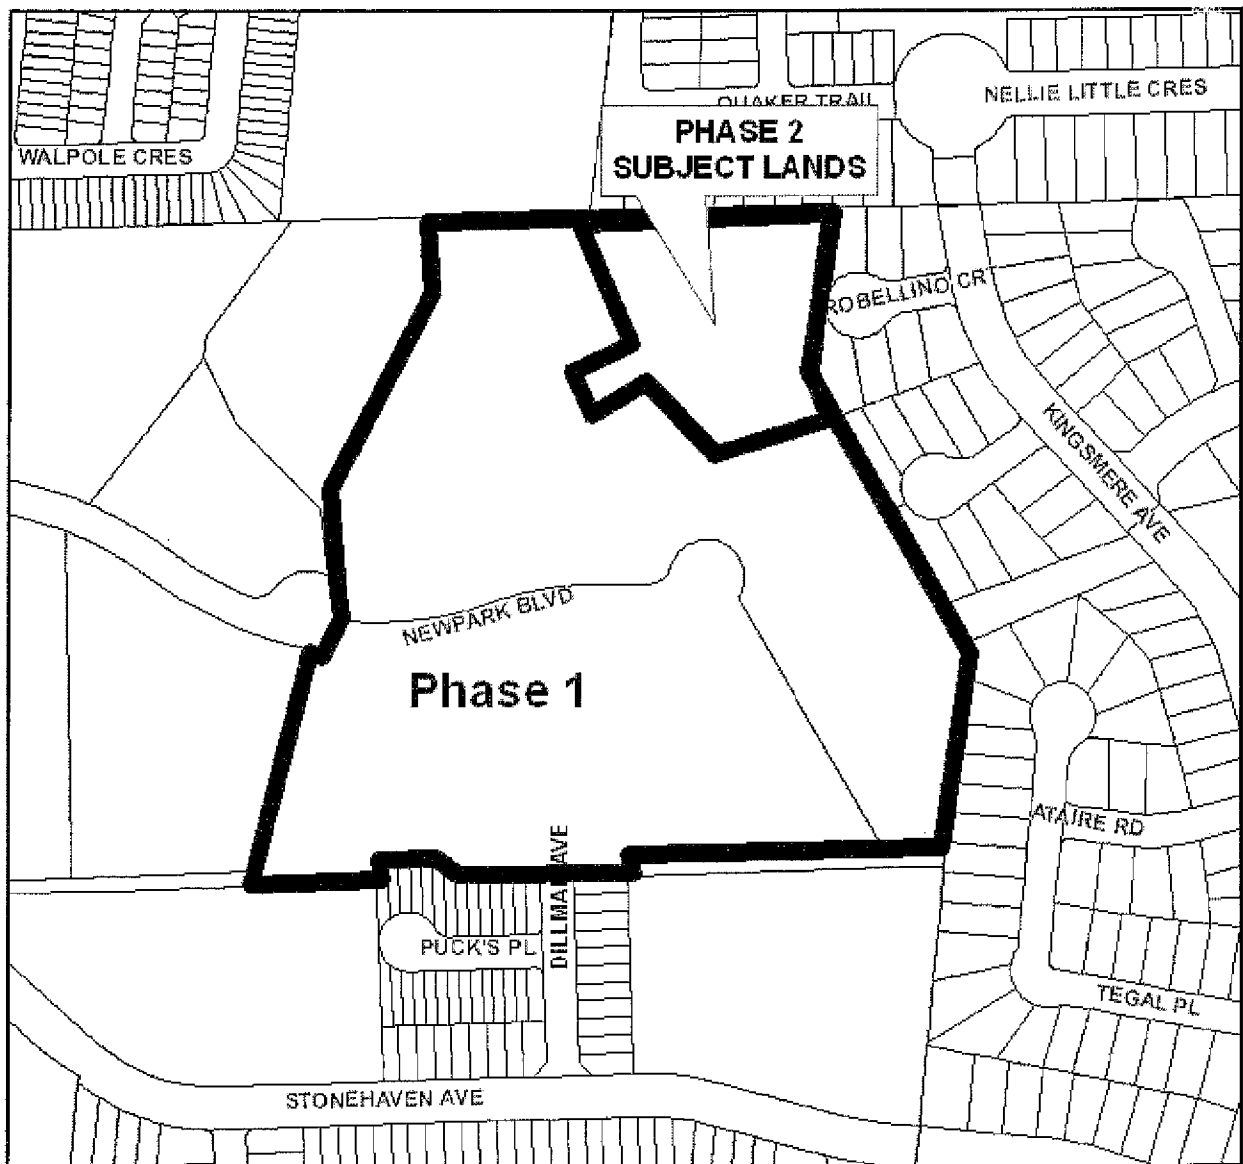 QUAKER TRAIL
NELLIE LITTLE CRES
PHASE 2
SUBJECT LANDS
WALPOLE CRES
ROBELLINO CRT
KINGSMERE AVE
NEWPARK BLVD
Phase 1
ATAIRE RD
DILLMAN AVE
PUCK'S PL
TEGAL PL
STONEHAVEN AVE